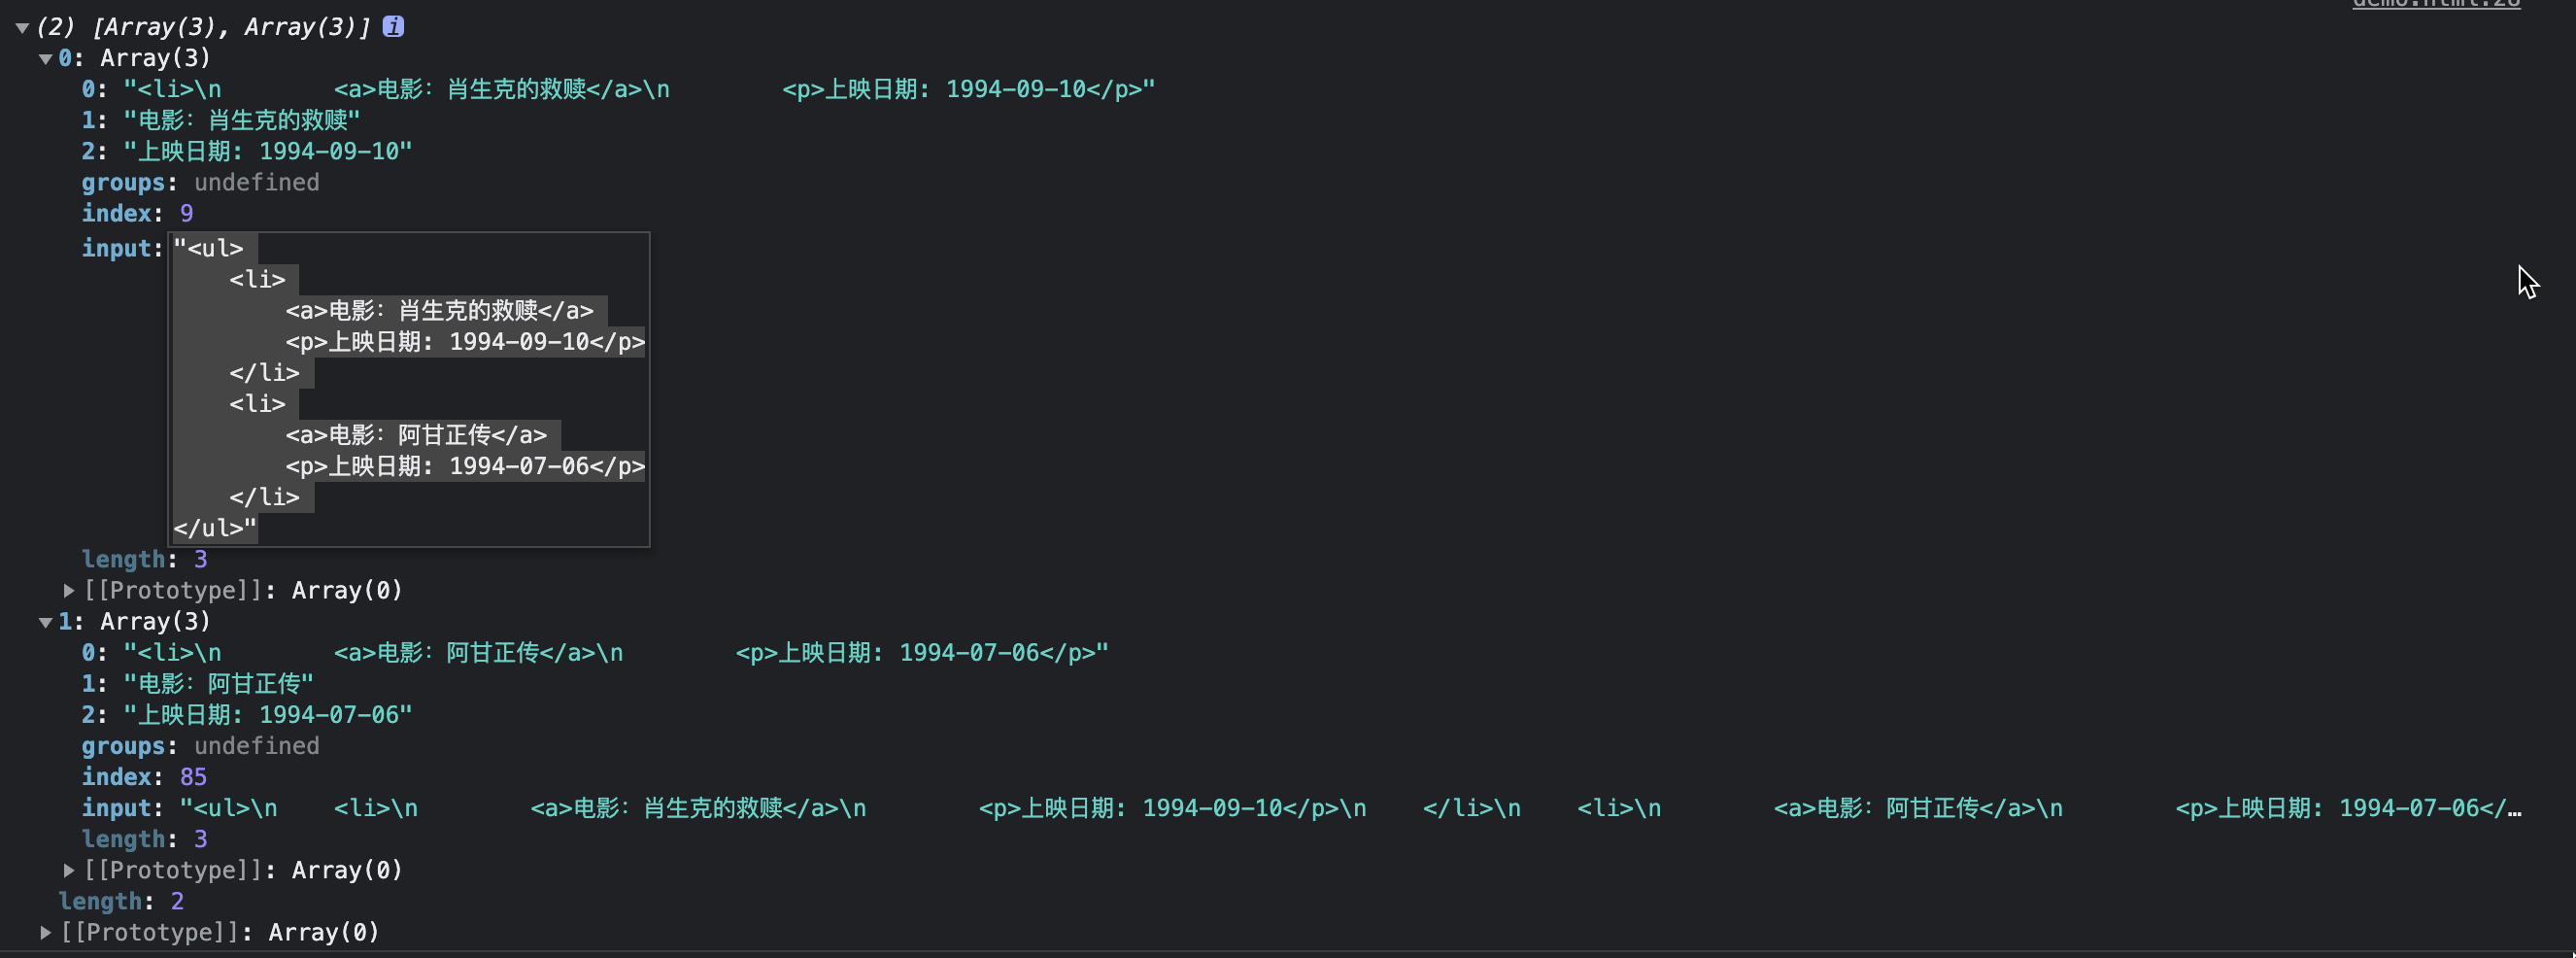 demo.html:28
(2) [Array(3), Array(3)] i
0: Array(3)
0: "<li>\n        <a>电影：肖生克的救赎</a>\n        <p>上映日期: 1994-09-10</p>"
1: "电影：肖生克的救赎"
2: "上映日期: 1994-09-10"
groups: undefined
index: 9
input: "<ul>
    <li>
        <a>电影：肖生克的救赎</a>
        <p>上映日期: 1994-09-10</p>
    </li>
    <li>
        <a>电影：阿甘正传</a>
        <p>上映日期: 1994-07-06</p>
    </li>
</ul>"
length: 3
[[Prototype]]: Array(0)
1: Array(3)
0: "<li>\n        <a>电影：阿甘正传</a>\n        <p>上映日期: 1994-07-06</p>"
1: "电影：阿甘正传"
2: "上映日期: 1994-07-06"
groups: undefined
index: 85
input: "<ul>\n    <li>\n        <a>电影：肖生克的救赎</a>\n        <p>上映日期: 1994-09-10</p>\n    </li>\n    <li>\n        <a>电影：阿甘正传</a>\n        <p>上映日期: 1994-07-06</…
length: 3
[[Prototype]]: Array(0)
length: 2
[[Prototype]]: Array(0)